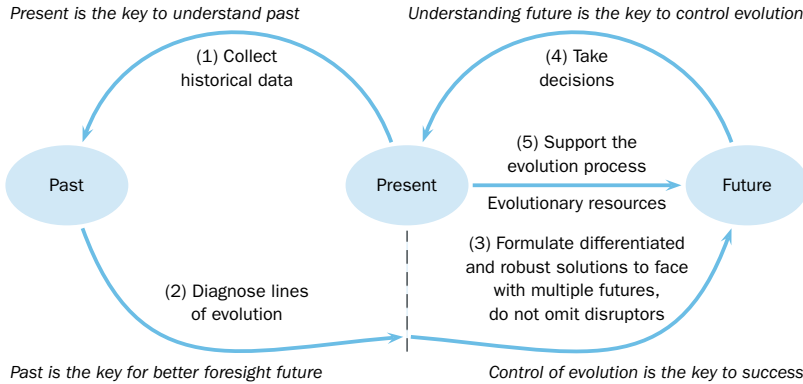 Present is the key to understand past
Understanding future is the key to control evolution
(1) Collect
historical data
(4) Take
decisions
(5) Support the
evolution process
Past
Present
Future
Evolutionary resources
(3) Formulate differentiated
and robust solutions to face
with multiple futures,
do not omit disruptors
(2) Diagnose lines
of evolution
Past is the key for better foresight future
Control of evolution is the key to success